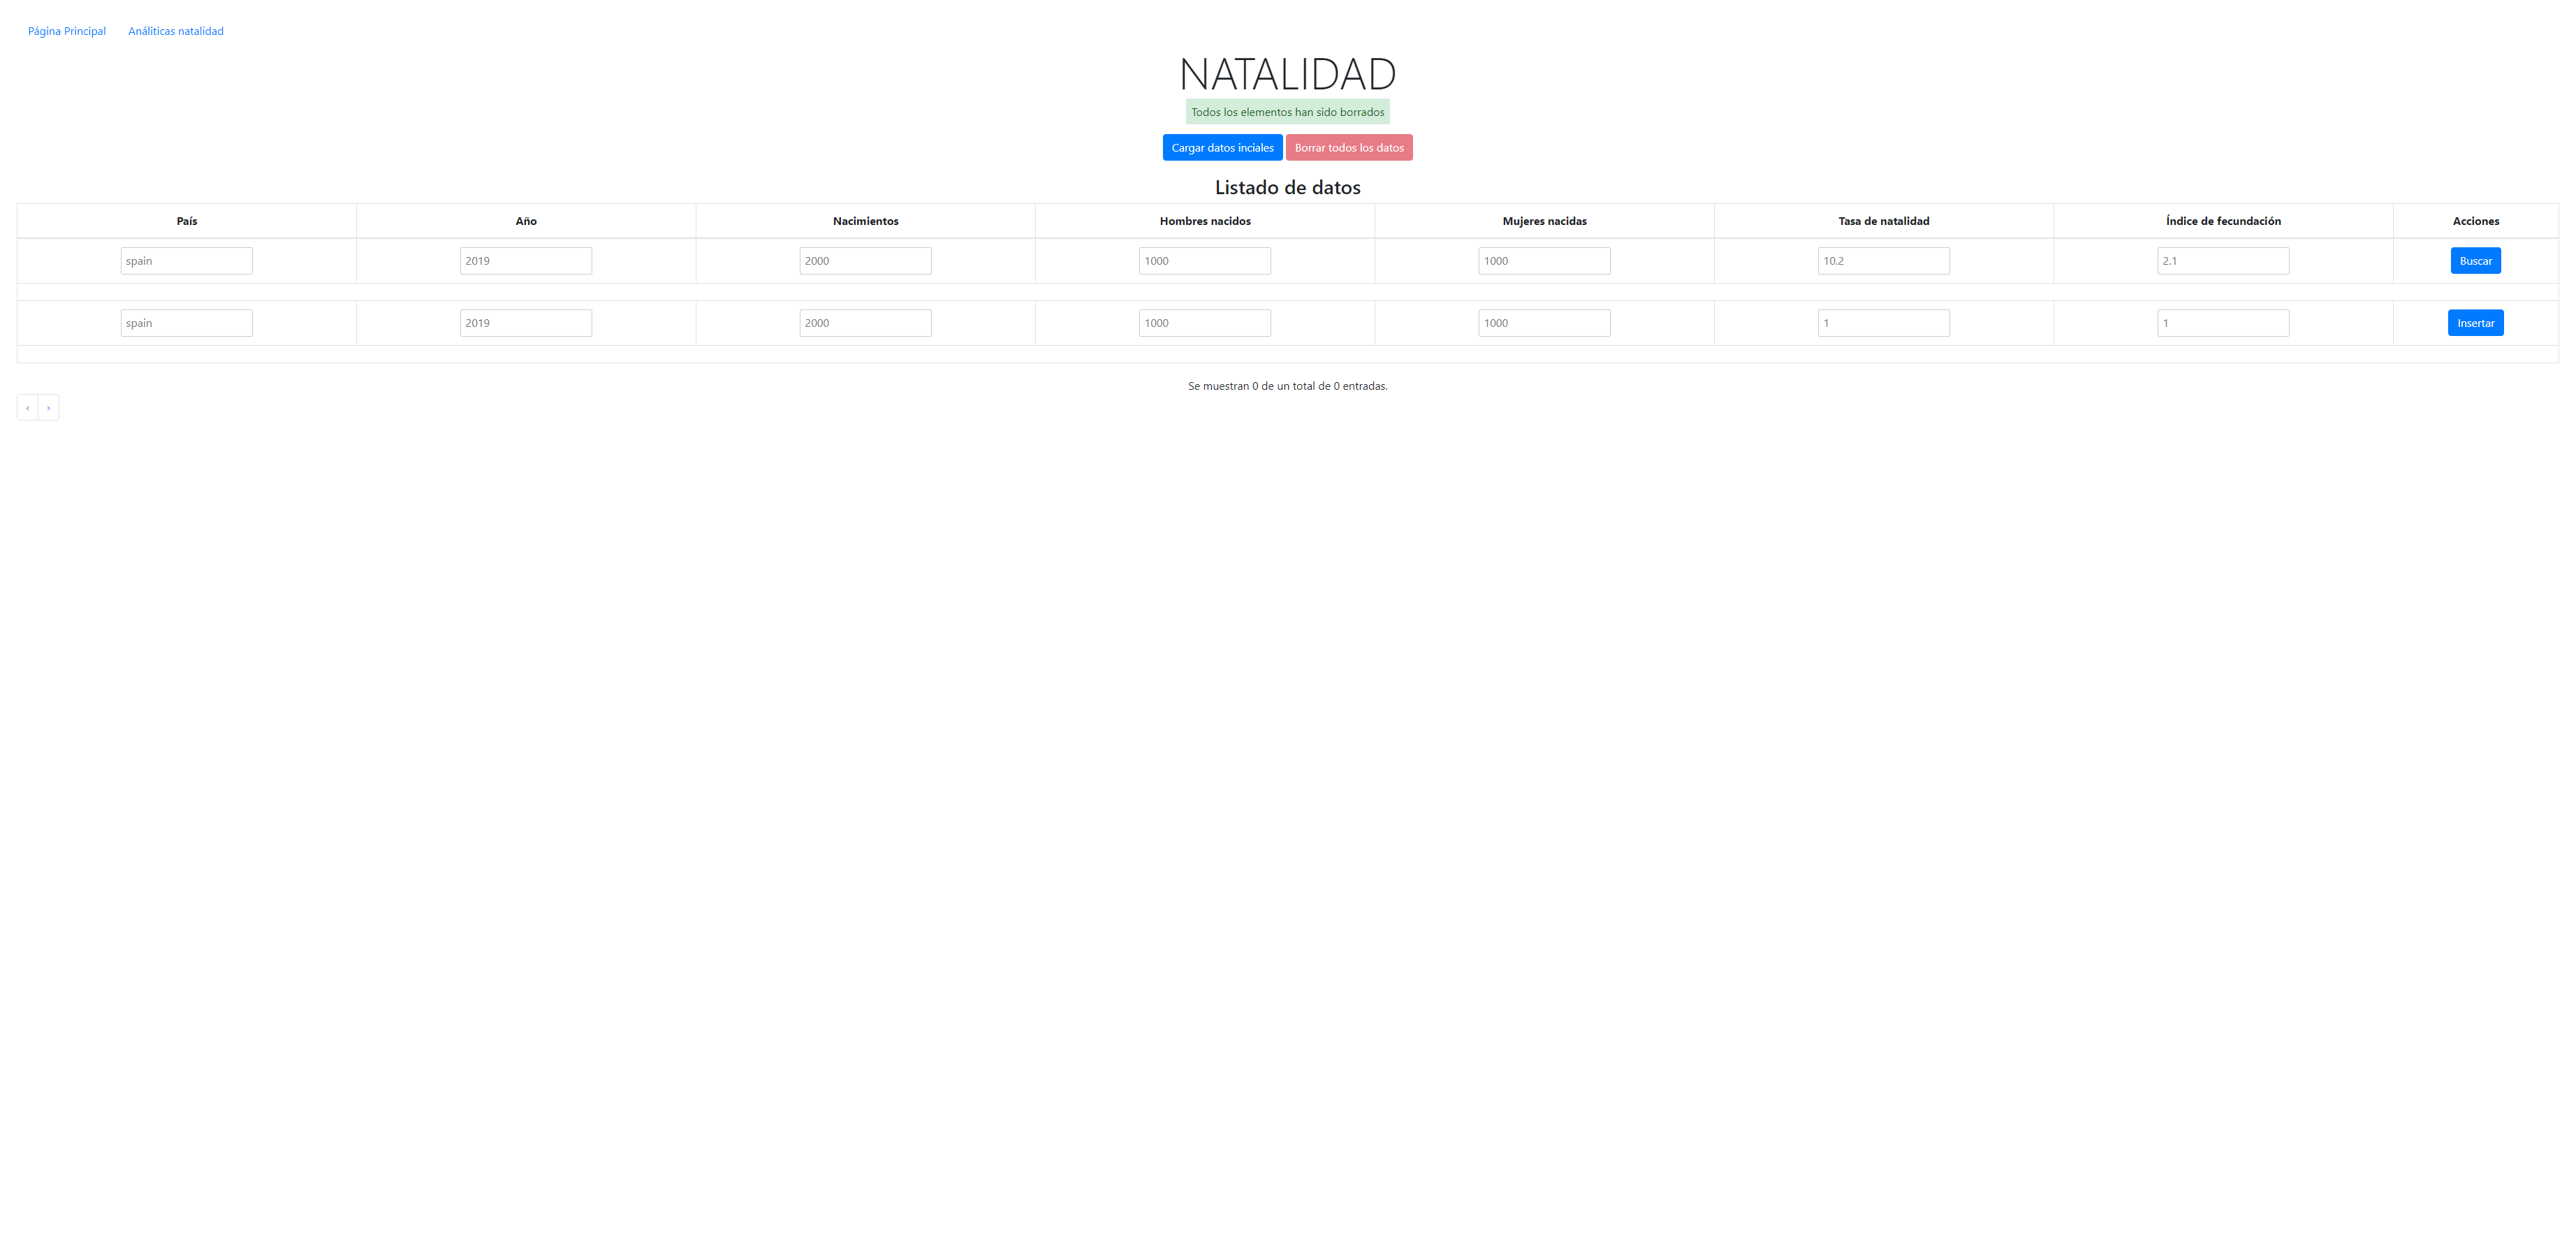 Página Principal Análiticas natalidad
NATALIDAD
Todos los elementos han sido borrados
Cargar datos inciales Borrar todos los datos
Listado de datos
País Año Nacimientos Hombres nacidos Mujeres nacidas Tasa de natalidad Índice de fecundación Acciones
spain 2019 2000 1000 1000 10.2 2.1 Buscar
spain 2019 2000 1000 1000 1 1 Insertar
Se muestran 0 de un total de 0 entradas.
‹ ›